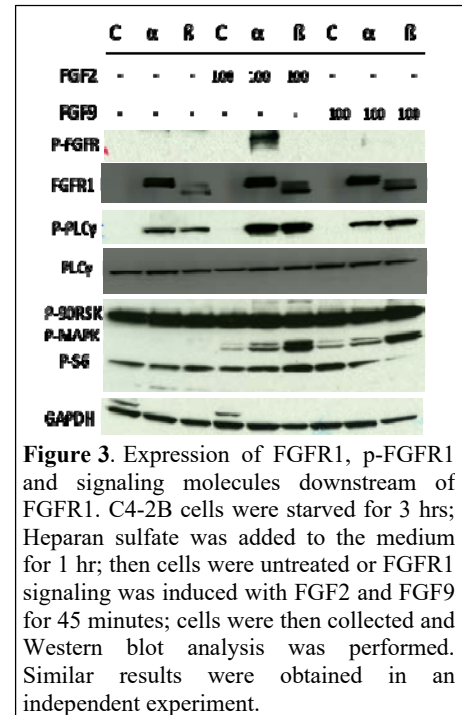 C α ß C α ß C α ß
FGF2 - - - 100 100 100 - - -
FGF9 - - - - - - 100 100 100
P-FGFR
FGFR1
P-PLCγ
PLCγ
P-90RSK
P-MAPK
P-S6
GAPDH
Figure 3. Expression of FGFR1, p-FGFR1
and signaling molecules downstream of
FGFR1. C4-2B cells were starved for 3 hrs;
Heparan sulfate was added to the medium
for 1 hr; then cells were untreated or FGFR1
signaling was induced with FGF2 and FGF9
for 45 minutes; cells were then collected and
Western blot analysis was performed.
Similar results were obtained in an
independent experiment.